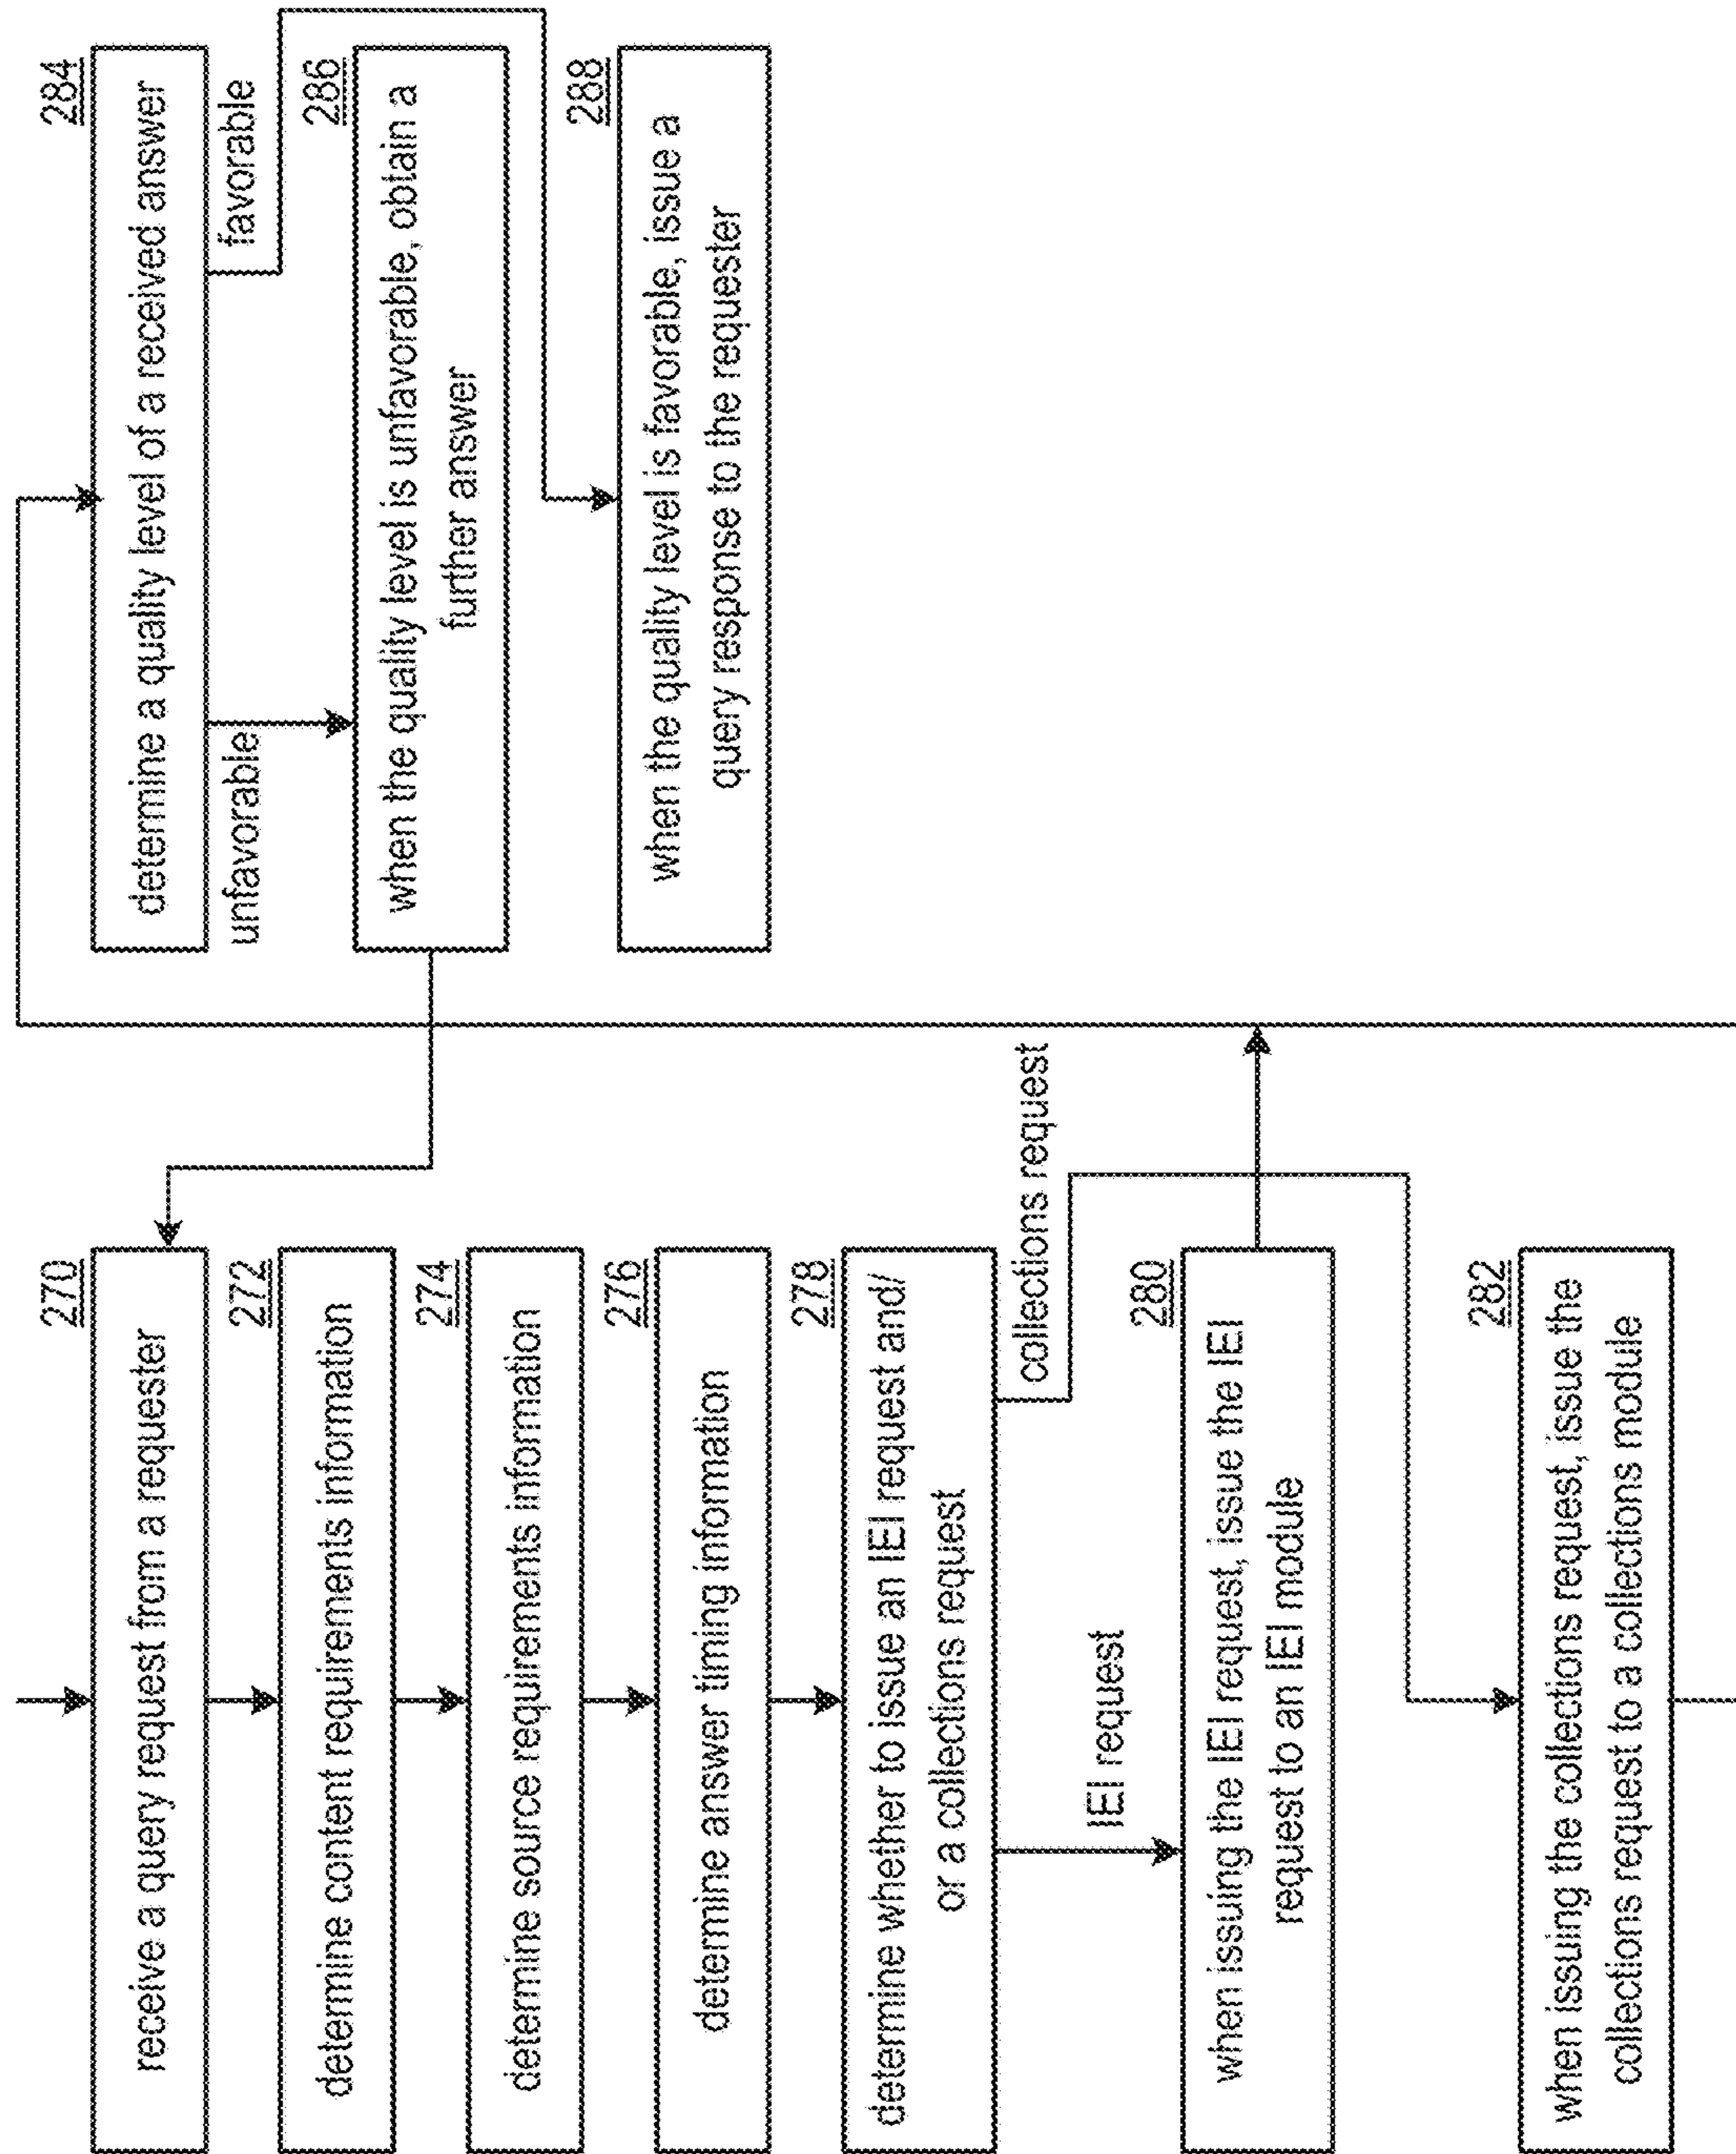 270
receive a query request from a requester
272
determine content requirements information
274
determine source requirements information
276
determine answer timing information
278
determine whether to issue an IEI request and/
or a collections request
IEI request
collections request
280
when issuing the IEI request, issue the IEI
request to an IEI module
282
when issuing the collections request, issue the
collections request to a collections module
284
determine a quality level of a received answer
unfavorable
favorable
286
when the quality level is unfavorable, obtain a
further answer
288
when the quality level is favorable, issue a
query response to the requester